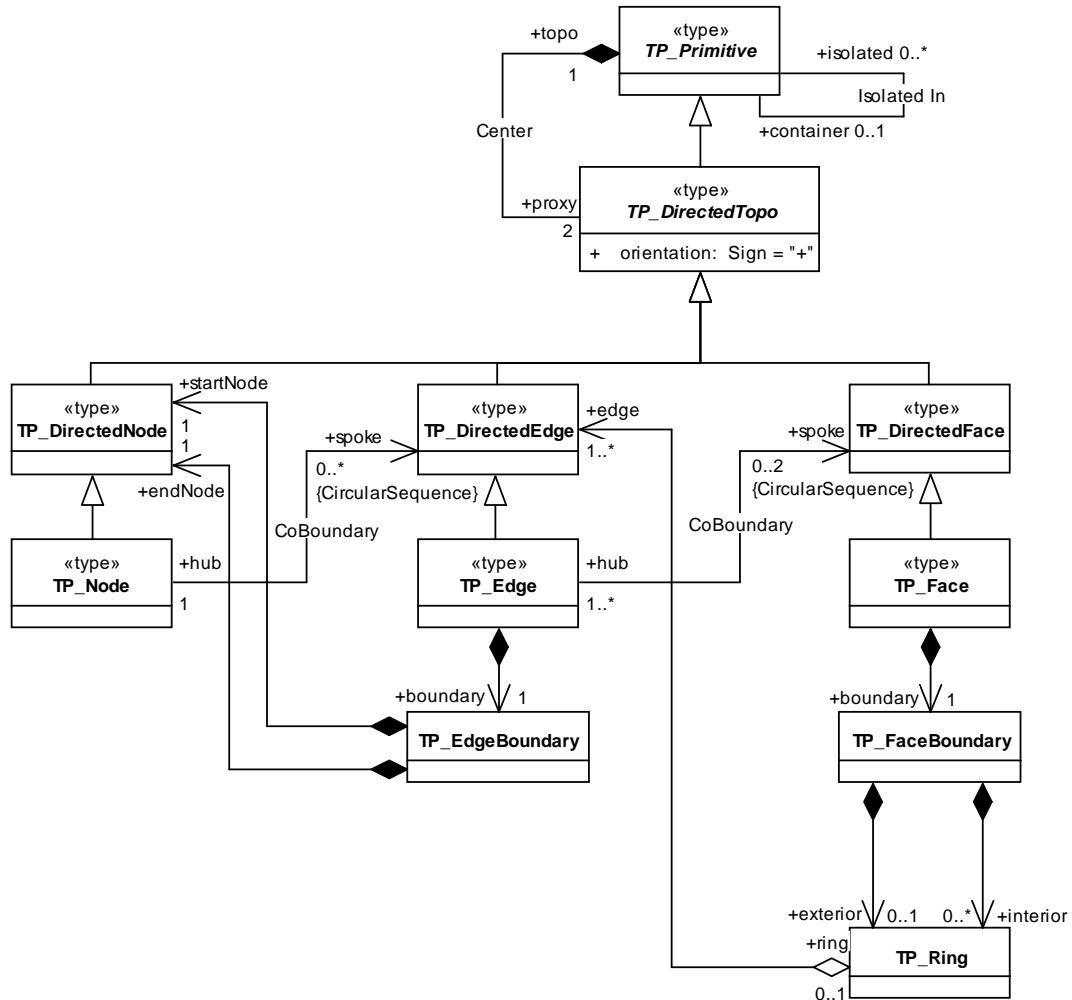 +topo
1
«type»
TP_Primitive
+isolated 0..*
Isolated In
+container 0..1
Center
+proxy
2
«type»
TP_DirectedTopo
+ orientation: Sign = "+"
«type»
TP_DirectedNode
+startNode
1
1
+endNode
«type»
TP_DirectedEdge
+spoke
0..*
{CircularSequence}
CoBoundary
+edge
1..*
«type»
TP_DirectedFace
+spoke
0..2
{CircularSequence}
CoBoundary
«type»
TP_Node
+hub
1
«type»
TP_Edge
+hub
1..*
«type»
TP_Face
+boundary 1
TP_EdgeBoundary
+boundary 1
TP_FaceBoundary
+exterior 0..1
0..* +interior
+ring
0..1
TP_Ring